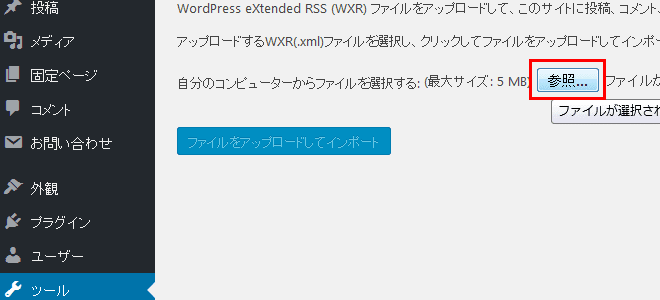 投稿
メディア
固定ページ
コメント
お問い合わせ
外観
プラグイン
ユーザー
ツール
WordPress eXtended RSS (WXR) ファイルをアップロードして、このサイトに投稿、コメント、
アップロードするWXR(.xml)ファイルを選択し、クリックしてファイルをアップロードしてインポー
自分のコンピューターからファイルを選択する: (最大サイズ: 5 MB) 参照... ファイルが
ファイルが選択され
ファイルをアップロードしてインポート